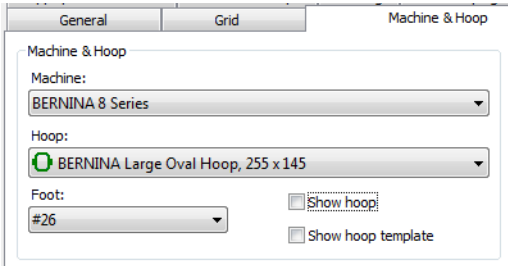 General Grid Machine & Hoop
Machine & Hoop
Machine:
BERNINA 8 Series
Hoop:
BERNINA Large Oval Hoop, 255 x 145
Foot:
#26
Show hoop
Show hoop template